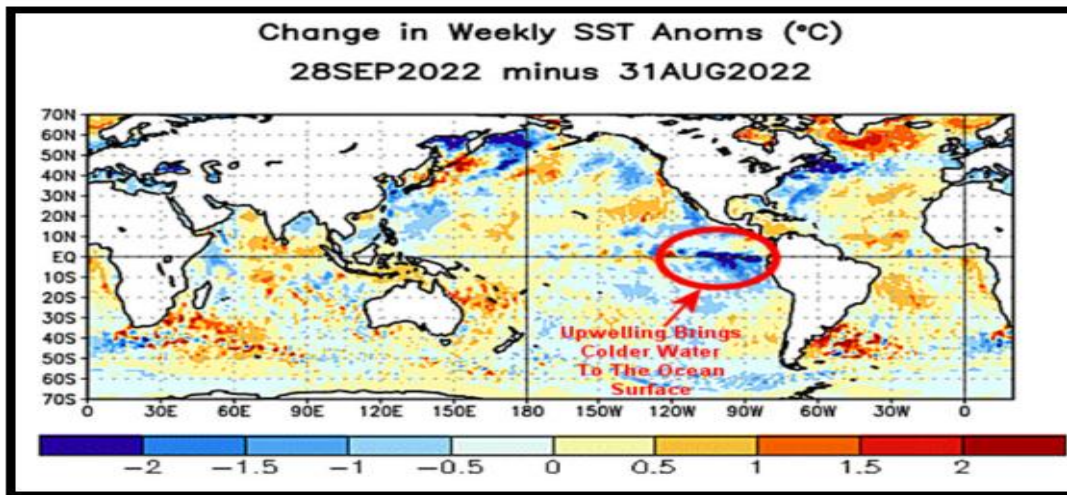 Change in Weekly SST Anoms (°C)
28SEP2022 minus 31AUG2022
70N
60N
50N
40N
30N
20N
10N
EQ
10S
20S
30S
40S
50S
60S
70S
Upwelling Brings
Colder Water
To The Ocean
Surface
0 30E 60E 90E 120E 150E 180 150W 120W 90W 60W 30W 0
-2 -1.5 -1 -0.5 0 0.5 1 1.5 2